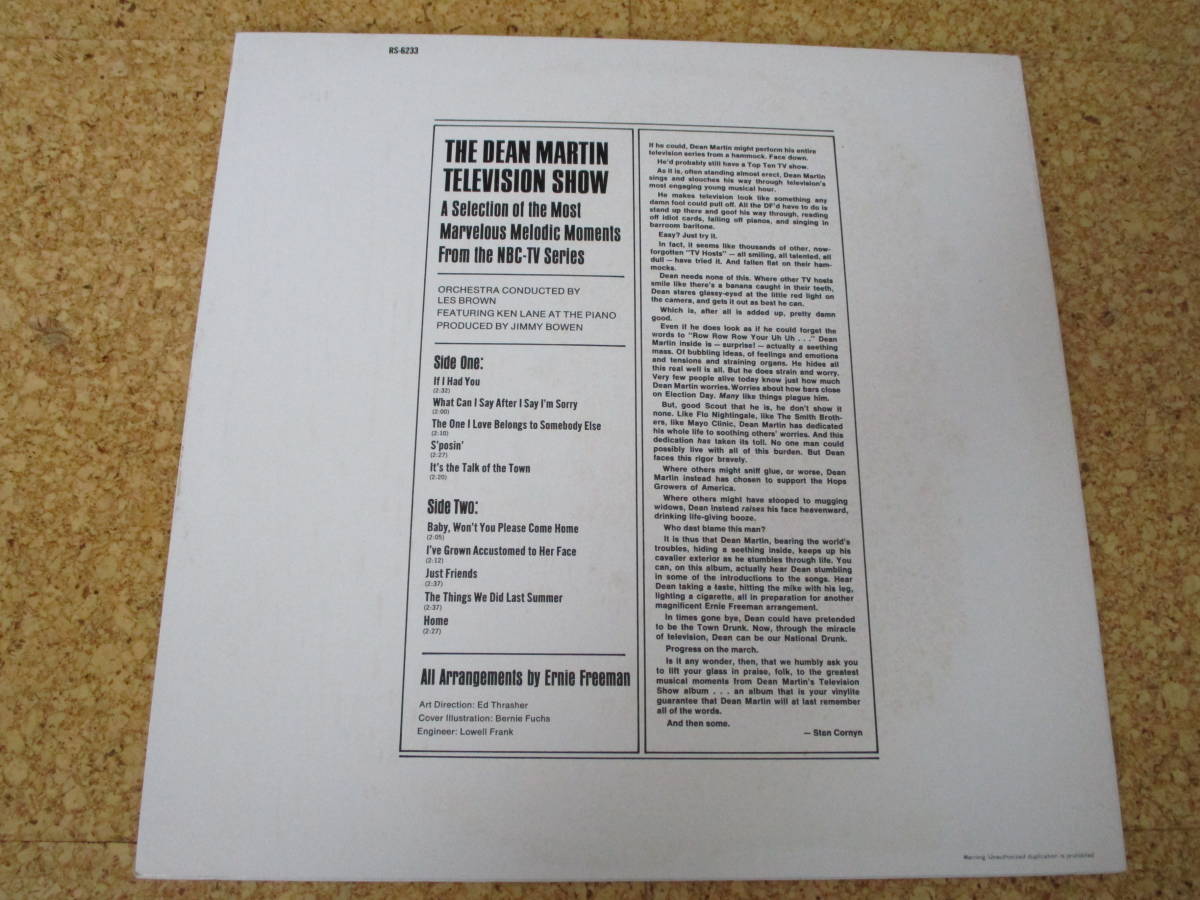 RS-6233
THE DEAN MARTIN
TELEVISION SHOW
A Selection of the Most
Marvelous Melodic Moments
From the NBC-TV Series
ORCHESTRA CONDUCTED BY
LES BROWN
FEATURING KEN LANE AT THE PIANO
PRODUCED BY JIMMY BOWEN
Side One:
If I Had You
(2:32)
What Can I Say After I Say I'm Sorry
(2:00)
The One I Love Belongs to Somebody Else
(2:10)
S'posin'
(2:27)
It's the Talk of the Town
(2:20)
Side Two:
Baby, Won't You Please Come Home
(2:05)
I've Grown Accustomed to Her Face
(2:12)
Just Friends
(2:37)
The Things We Did Last Summer
(2:37)
Home
(2:27)
All Arrangements by Ernie Freeman
Art Direction: Ed Thrasher
Cover Illustration: Bernie Fuchs
Engineer: Lowell Frank
If he could, Dean Martin might perform his entire
television series from a hammock. Face down.
He'd probably still have a Top Ten TV show.
As it is, often standing almost erect, Dean Martin
sings and slouches his way through television's
most engaging young musical hour.
He makes television look like something any
damn fool could pull off. All the DF'd have to do is
stand up there and goof his way through, reading
off idiot cards, falling off pianos, and singing in
barroom baritone.
Easy? Just try it.
In fact, it seems like thousands of other, now-
forgotten "TV Hosts" — all smiling, all talented, all
dull — have tried it. And fallen flat on their ham-
mocks.
Dean needs none of this. Where other TV hosts
smile like there's a banana caught in their teeth,
Dean stares glassy-eyed at the little red light on
the camera, and gets it out as best he can.
Which is, after all is added up, pretty damn
good.
Even if he does look as if he could forget the
words to "Row Row Row Your Uh Uh . . ." Dean
Martin inside is — surprise! — actually a seething
mass. Of bubbling ideas, of feelings and emotions
and tensions and straining organs. He hides all
this real well is all. But he does strain and worry.
Very few people alive today know just how much
Dean Martin worries. Worries about how bars close
on Election Day. Many like things plague him.
But, good Scout that he is, he don't show it
none. Like Flo Nightingale, like The Smith Broth-
ers, like Mayo Clinic, Dean Martin has dedicated
his whole life to soothing others' worries. And this
dedication has taken its toll. No one man could
possibly live with all of this burden. But Dean
faces this rigor bravely.
Where others might sniff glue, or worse, Dean
Martin instead has chosen to support the Hops
Growers of America.
Where others might have stooped to mugging
widows, Dean instead raises his face heavenward,
drinking life-giving booze.
Who dast blame this man?
It is thus that Dean Martin, bearing the world's
troubles, hiding a seething inside, keeps up his
cavalier exterior as he stumbles through life. You
can, on this album, actually hear Dean stumbling
in some of the introductions to the songs. Hear
Dean taking a taste, hitting the mike with his leg,
lighting a cigarette, all in preparation for another
magnificent Ernie Freeman arrangement.
In times gone bye, Dean could have pretended
to be the Town Drunk. Now, through the miracle
of television, Dean can be our National Drunk.
Progress on the march.
Is it any wonder, then, that we humbly ask you
to lift your glass in praise, folk, to the greatest
musical moments from Dean Martin's Television
Show album . . . an album that is your vinylite
guarantee that Dean Martin will at last remember
all of the words.
And then some.
— Stan Cornyn
Warning: Unauthorized duplication is prohibited